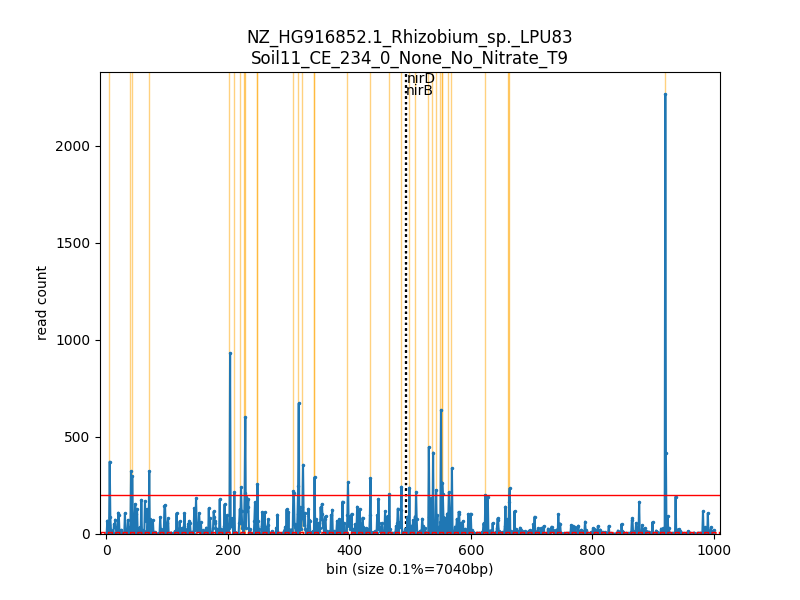 NZ_HG916852.1_Rhizobium_sp._LPU83
Soil11_CE_234_0_None_No_Nitrate_T9
nirD
nirB
2000
1500
1000
500
0
read count
0 200 400 600 800 1000
bin (size 0.1%=7040bp)